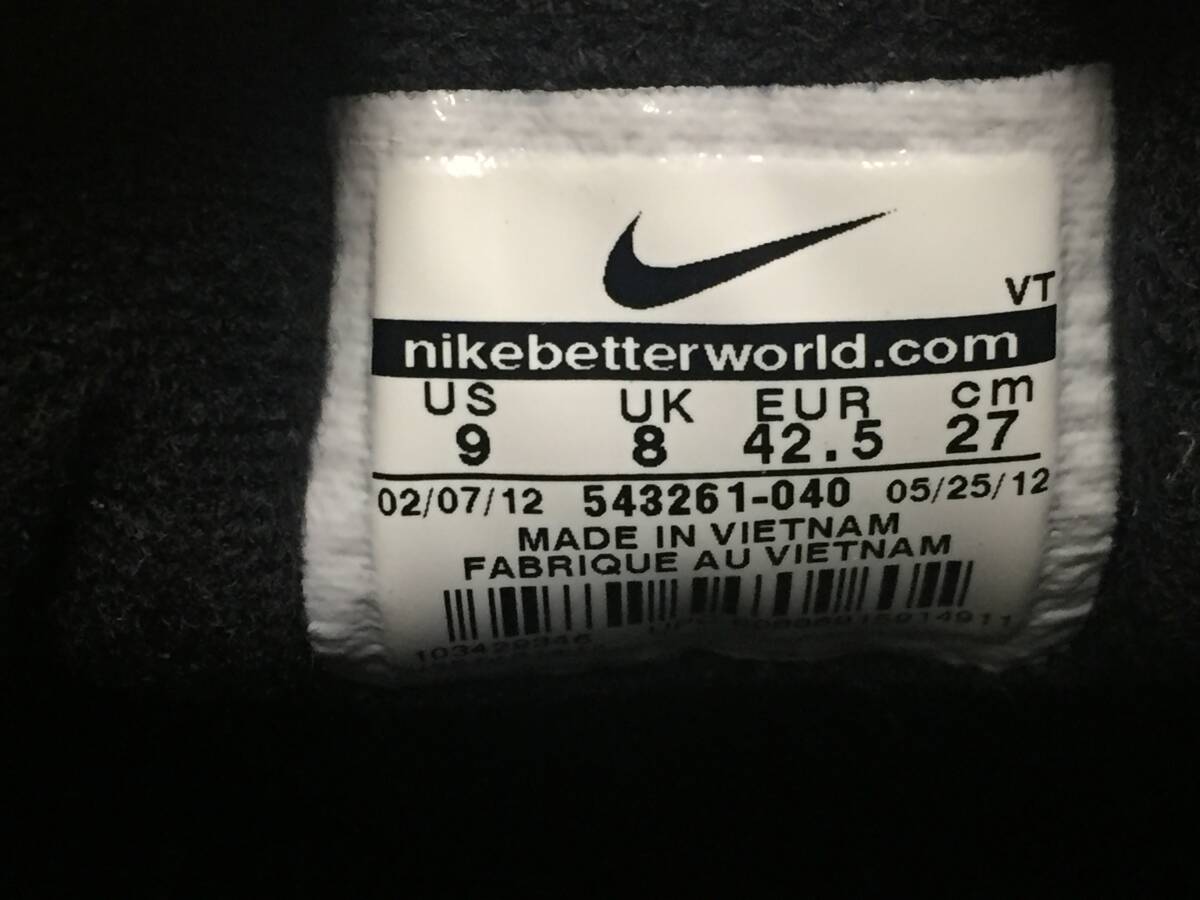 VT
nikebetterworld.com
US UK EUR cm
9 8 42.5 27
02/07/12 543261-040 05/25/12
MADE IN VIETNAM
FABRIQUE AU VIETNAM